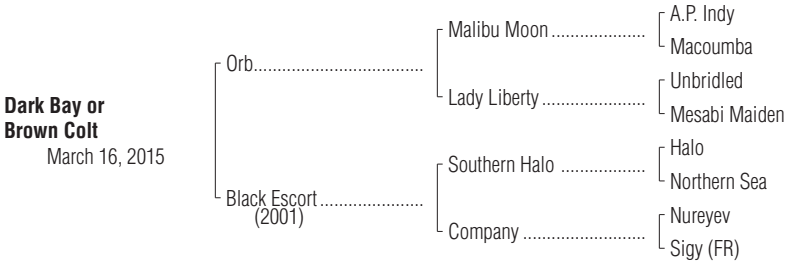 A.P. Indy
Malibu Moon .....................
Macoumba
Orb..................................
Unbridled
Lady Liberty .......................
Mesabi Maiden
Dark Bay or
Brown Colt
March 16, 2015
Halo
Southern Halo ...................
Northern Sea
Black Escort .....................
(2001)
Nureyev
Company ...........................
Sigy (FR)